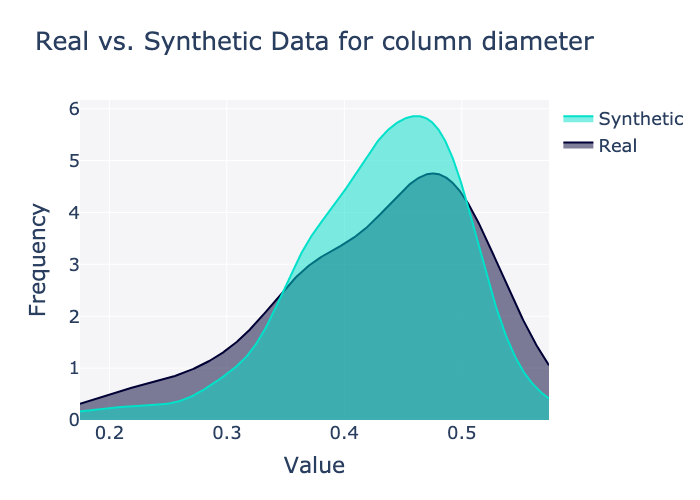 Real vs. Synthetic Data for column diameter
Synthetic
Real
Frequency
6
5
4
3
2
1
0
0.2
0.3
0.4
0.5
Value